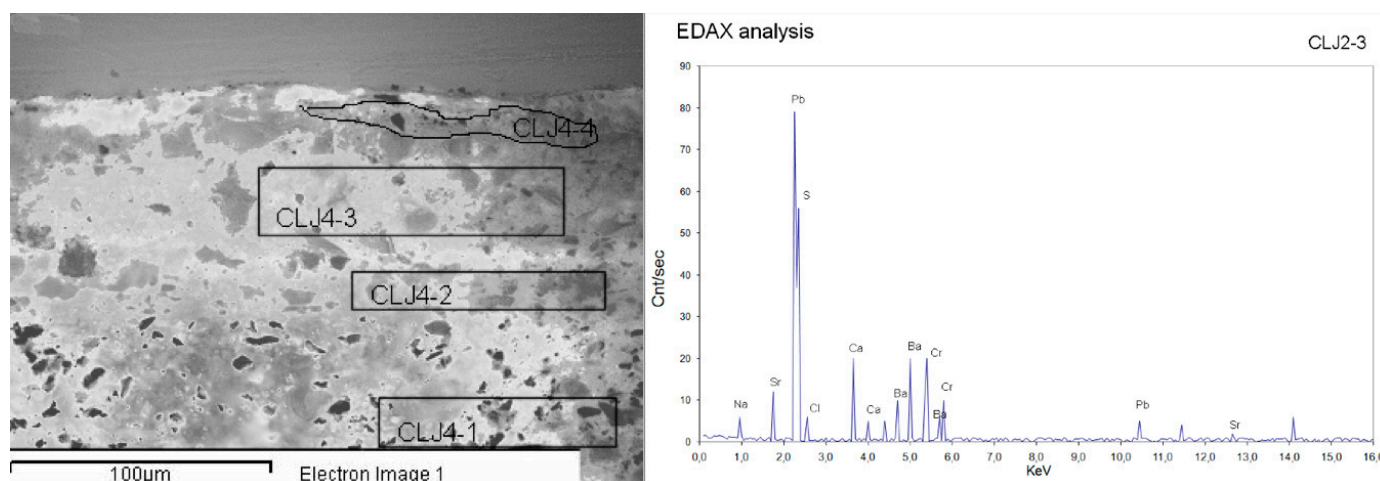 CLJ4-4
CLJ4-3
CLJ4-2
CLJ4-1
100µm
Electron Image 1
EDAX analysis
CLJ2-3
90
80
70
60
50
40
30
20
10
0
Cnt/sec
Na
Sr
Pb
S
Cl
Ca
Ca
Ba
Ba
Cr
Ba
Cr
Pb
Sr
0,0 1,0 2,0 3,0 4,0 5,0 6,0 7,0 8,0 9,0 10,0 11,0 12,0 13,0 14,0 15,0 16,0
KeV